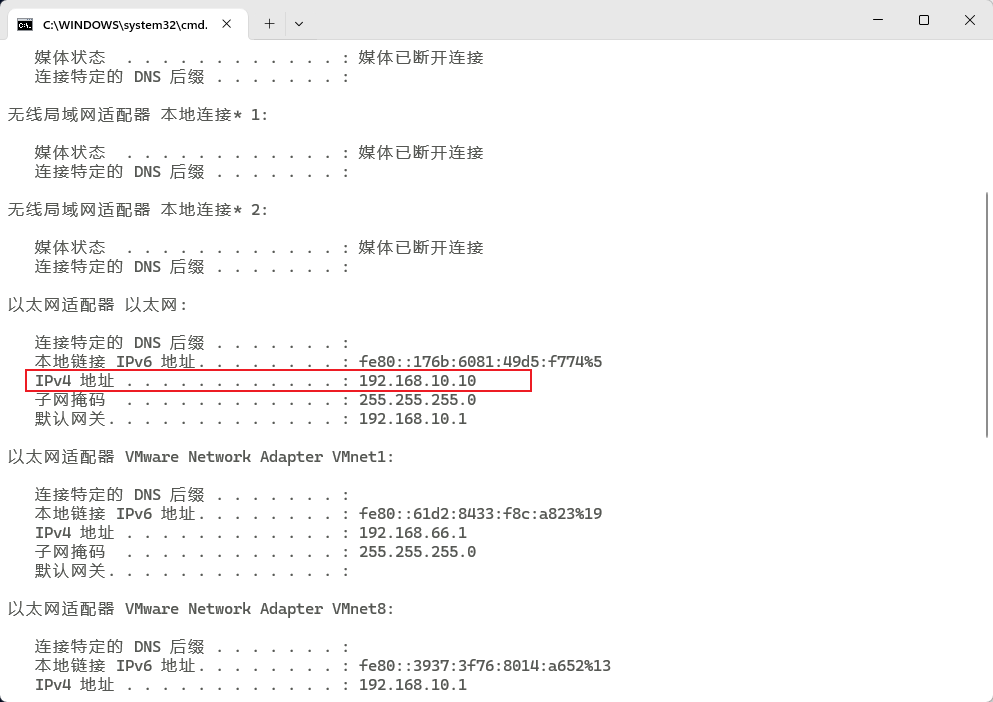 C:\WINDOWS\system32\cmd.
媒体状态  . . . . . . . . . . . . : 媒体已断开连接
连接特定的 DNS 后缀 . . . . . . . :
无线局域网适配器 本地连接* 1:
媒体状态  . . . . . . . . . . . . : 媒体已断开连接
连接特定的 DNS 后缀 . . . . . . . :
无线局域网适配器 本地连接* 2:
媒体状态  . . . . . . . . . . . . : 媒体已断开连接
连接特定的 DNS 后缀 . . . . . . . :
以太网适配器 以太网:
连接特定的 DNS 后缀 . . . . . . . :
本地链接 IPv6 地址. . . . . . . . : fe80::176b:6081:49d5:f774%5
IPv4 地址 . . . . . . . . . . . . : 192.168.10.10
子网掩码  . . . . . . . . . . . . : 255.255.255.0
默认网关. . . . . . . . . . . . . : 192.168.10.1
以太网适配器 VMware Network Adapter VMnet1:
连接特定的 DNS 后缀 . . . . . . . :
本地链接 IPv6 地址. . . . . . . . : fe80::61d2:8433:f8c:a823%19
IPv4 地址 . . . . . . . . . . . . : 192.168.66.1
子网掩码  . . . . . . . . . . . . : 255.255.255.0
默认网关. . . . . . . . . . . . . :
以太网适配器 VMware Network Adapter VMnet8:
连接特定的 DNS 后缀 . . . . . . . :
本地链接 IPv6 地址. . . . . . . . : fe80::3937:3f76:8014:a652%13
IPv4 地址 . . . . . . . . . . . . : 192.168.10.1